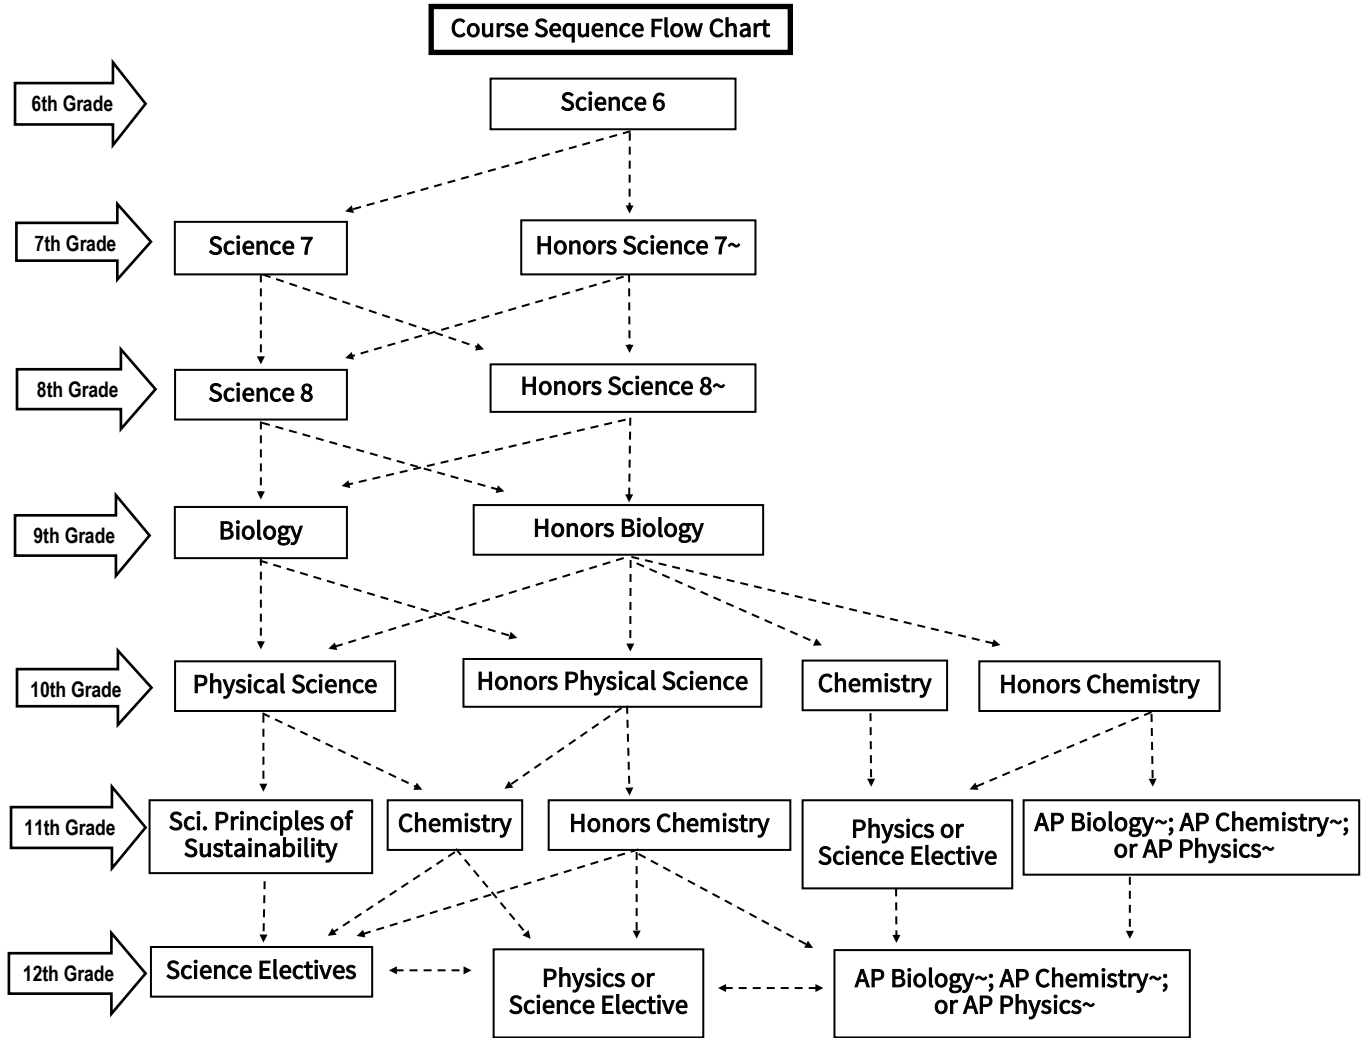 Course Sequence Flow Chart
6th Grade
Science 6
7th Grade
Science 7
Honors Science 7~
8th Grade
Science 8
Honors Science 8~
9th Grade
Biology
Honors Biology
10th Grade
Physical Science
Honors Physical Science
Chemistry
Honors Chemistry
11th Grade
Sci. Principles of
Sustainability
Chemistry
Honors Chemistry
Physics or
Science Elective
AP Biology~; AP Chemistry~;
or AP Physics~
12th Grade
Science Electives
Physics or
Science Elective
AP Biology~; AP Chemistry~;
or AP Physics~